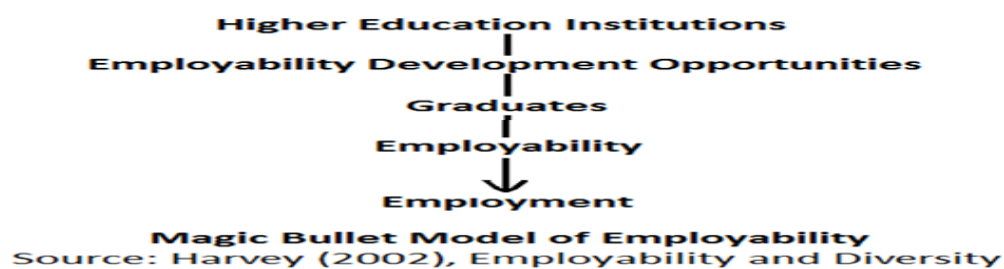 Higher Education Institutions
Employability Development Opportunities
Graduates
Employability
Employment
Magic Bullet Model of Employability
Source: Harvey (2002), Employability and Diversity